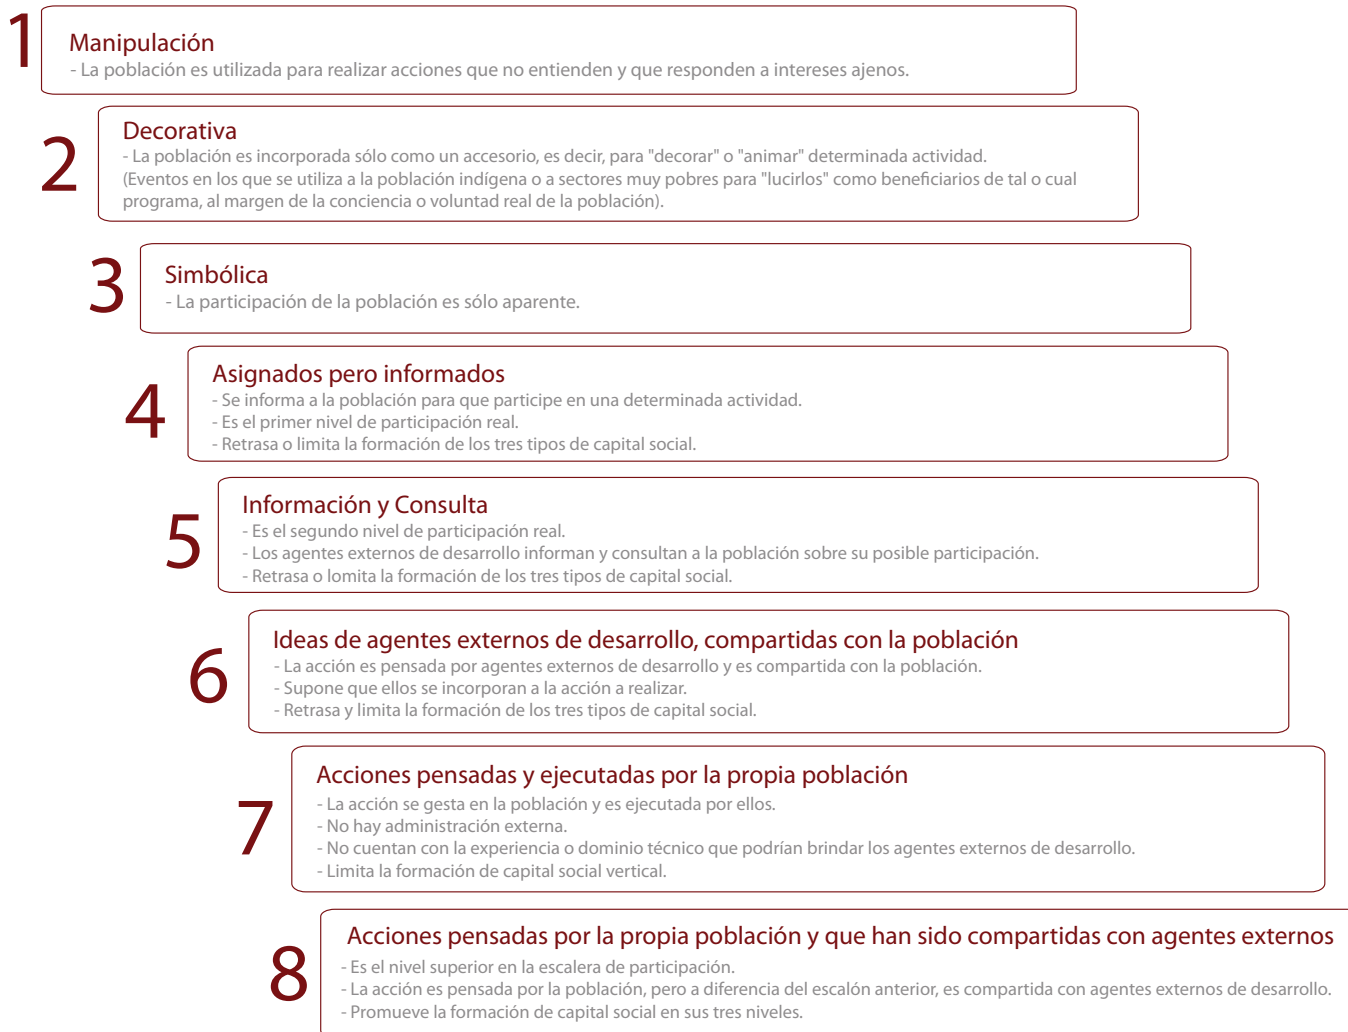 1
Manipulación
- La población es utilizada para realizar acciones que no entienden y que responden a intereses ajenos.
2
Decorativa
- La población es incorporada sólo como un accesorio, es decir, para "decorar" o "animar" determinada actividad.
(Eventos en los que se utiliza a la población indígena o a sectores muy pobres para "lucirlos" como beneficiarios de tal o cual
programa, al margen de la conciencia o voluntad real de la población).
3
Simbólica
- La participación de la población es sólo aparente.
4
Asignados pero informados
- Se informa a la población para que participe en una determinada actividad.
- Es el primer nivel de participación real.
- Retrasa o limita la formación de los tres tipos de capital social.
5
Información y Consulta
- Es el segundo nivel de participación real.
- Los agentes externos de desarrollo informan y consultan a la población sobre su posible participación.
- Retrasa o lomita la formación de los tres tipos de capital social.
6
Ideas de agentes externos de desarrollo, compartidas con la población
- La acción es pensada por agentes externos de desarrollo y es compartida con la población.
- Supone que ellos se incorporan a la acción a realizar.
- Retrasa y limita la formación de los tres tipos de capital social.
7
Acciones pensadas y ejecutadas por la propia población
- La acción se gesta en la población y es ejecutada por ellos.
- No hay administración externa.
- No cuentan con la experiencia o dominio técnico que podrían brindar los agentes externos de desarrollo.
- Limita la formación de capital social vertical.
8
Acciones pensadas por la propia población y que han sido compartidas con agentes externos
- Es el nivel superior en la escalera de participación.
- La acción es pensada por la población, pero a diferencia del escalón anterior, es compartida con agentes externos de desarrollo.
- Promueve la formación de capital social en sus tres niveles.